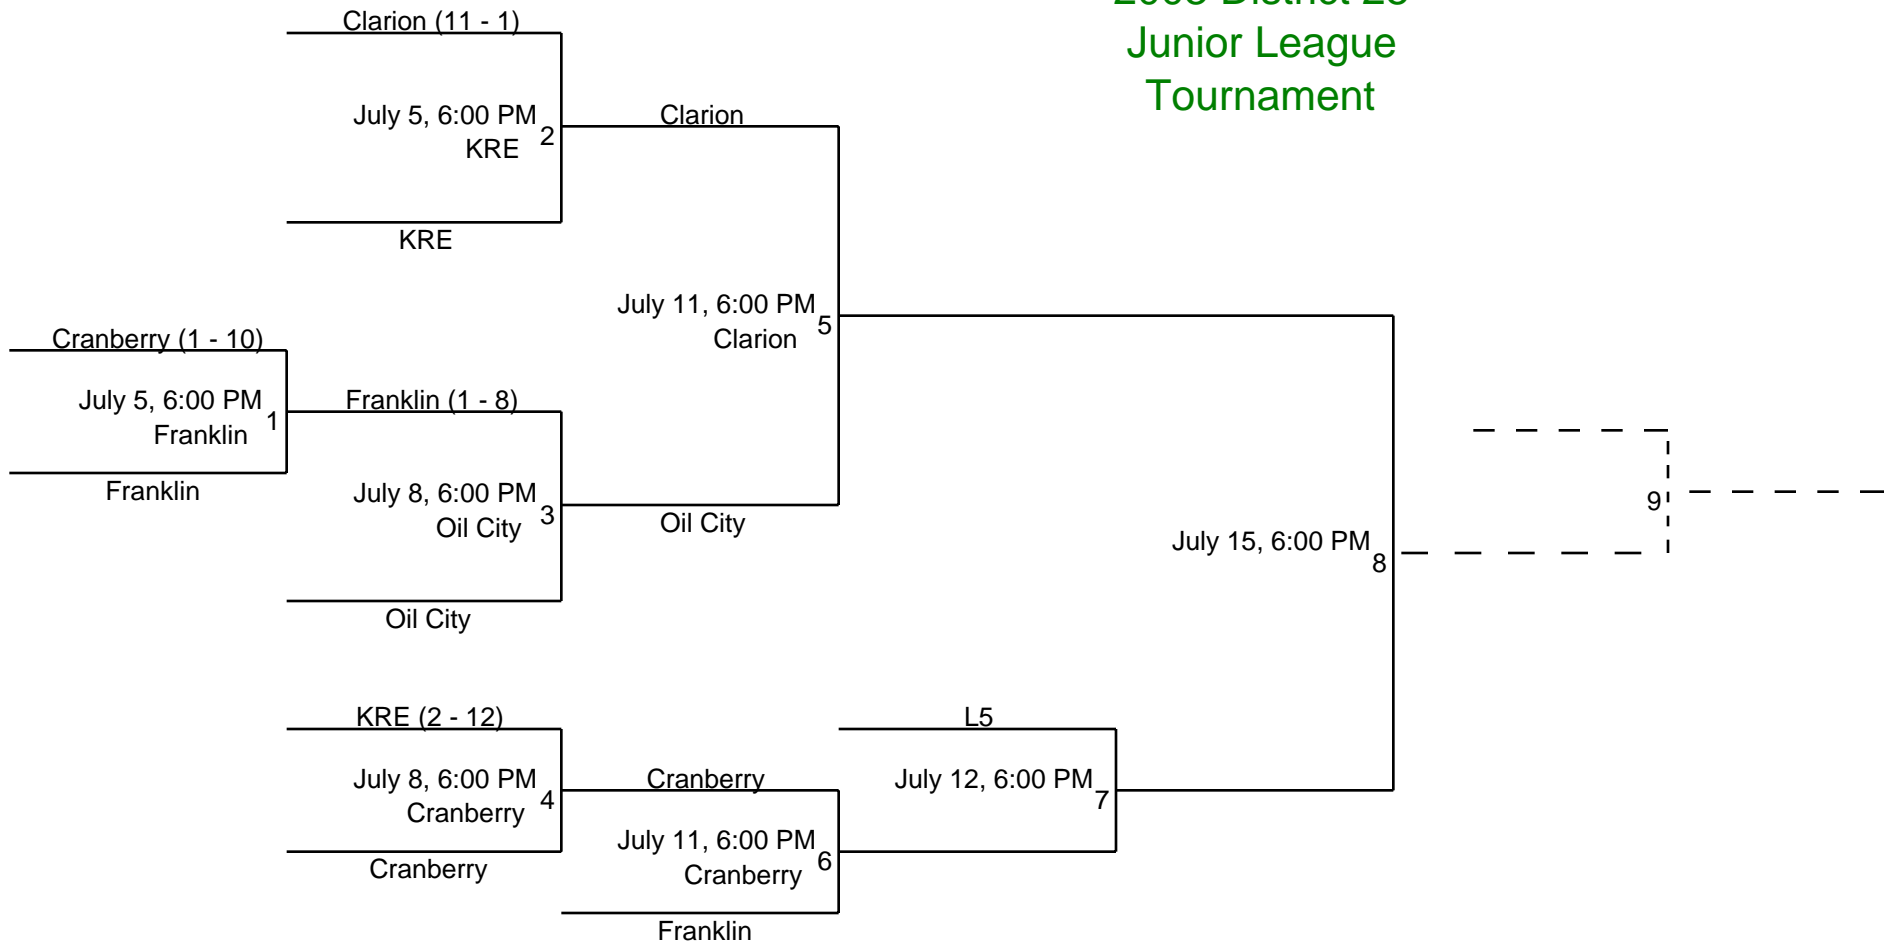 Junior League
Tournament
Clarion (11 - 1)
July 5, 6:00 PM
KRE
2
KRE
Clarion
July 11, 6:00 PM
Clarion
5
Cranberry (1 - 10)
July 5, 6:00 PM
Franklin
1
Franklin
Franklin (1 - 8)
July 8, 6:00 PM
Oil City
3
Oil City
Oil City
July 15, 6:00 PM
8
9
KRE (2 - 12)
July 8, 6:00 PM
Cranberry
4
Cranberry
Cranberry
July 11, 6:00 PM
Cranberry
6
Franklin
L5
July 12, 6:00 PM
7